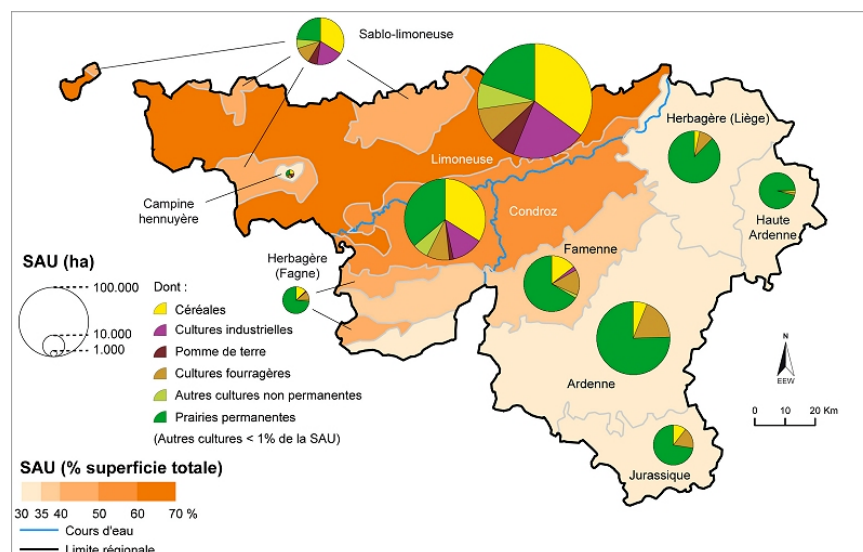 Sablo-limoneuse
Herbagère (Liège)
Limoneuse
Campine
hennuyère
Condroz
Haute
Ardenne
Famenne
Herbagère
(Fagne)
SAU (ha)
100.000
10.000
1.000
Dont :
Céréales
Cultures industrielles
Pomme de terre
Cultures fourragères
Autres cultures non permanentes
Prairies permanentes
(Autres cultures < 1% de la SAU)
Ardenne
N
EEW
0 10 20 Km
Jurassique
SAU (% superficie totale)
30 35 40 50 60 70 %
Cours d'eau
Limite régionale